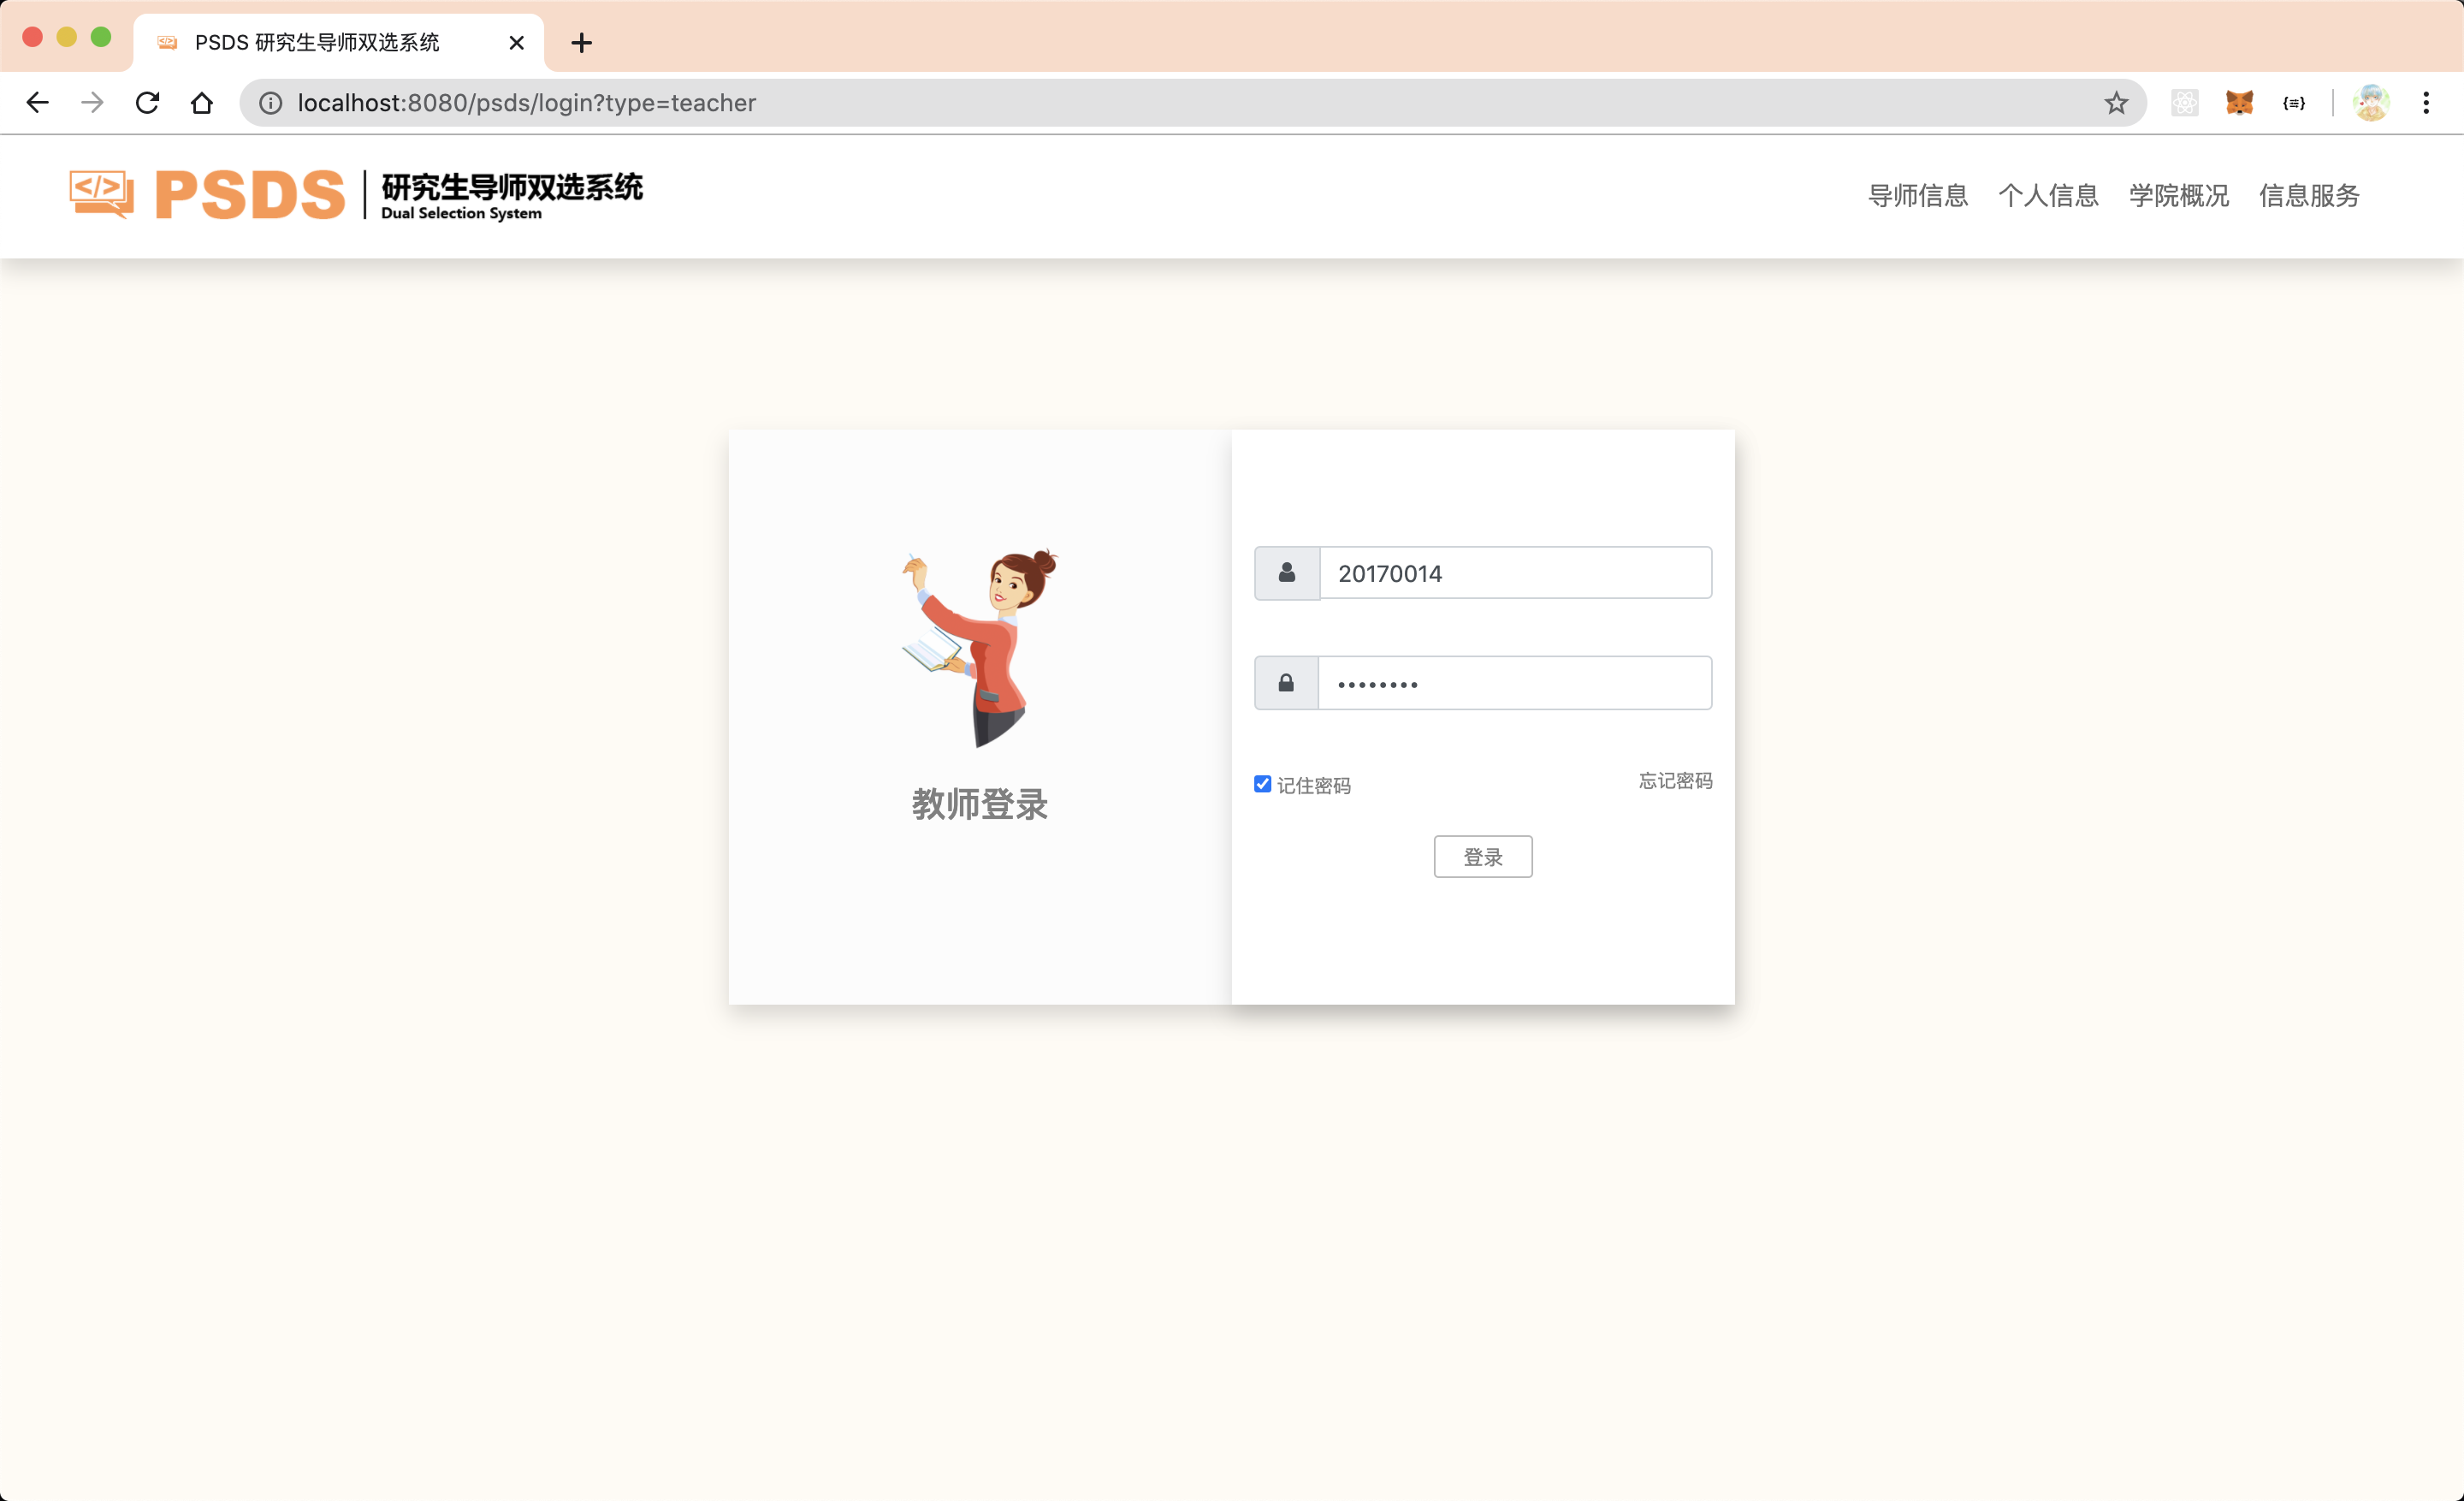 PSDS 研究生导师双选系统
localhost:8080/psds/login?type=teacher
</> PSDS 研究生导师双选系统
Dual Selection System
导师信息 个人信息 学院概况 信息服务
20170014
••••••••
记住密码 忘记密码
教师登录
登录